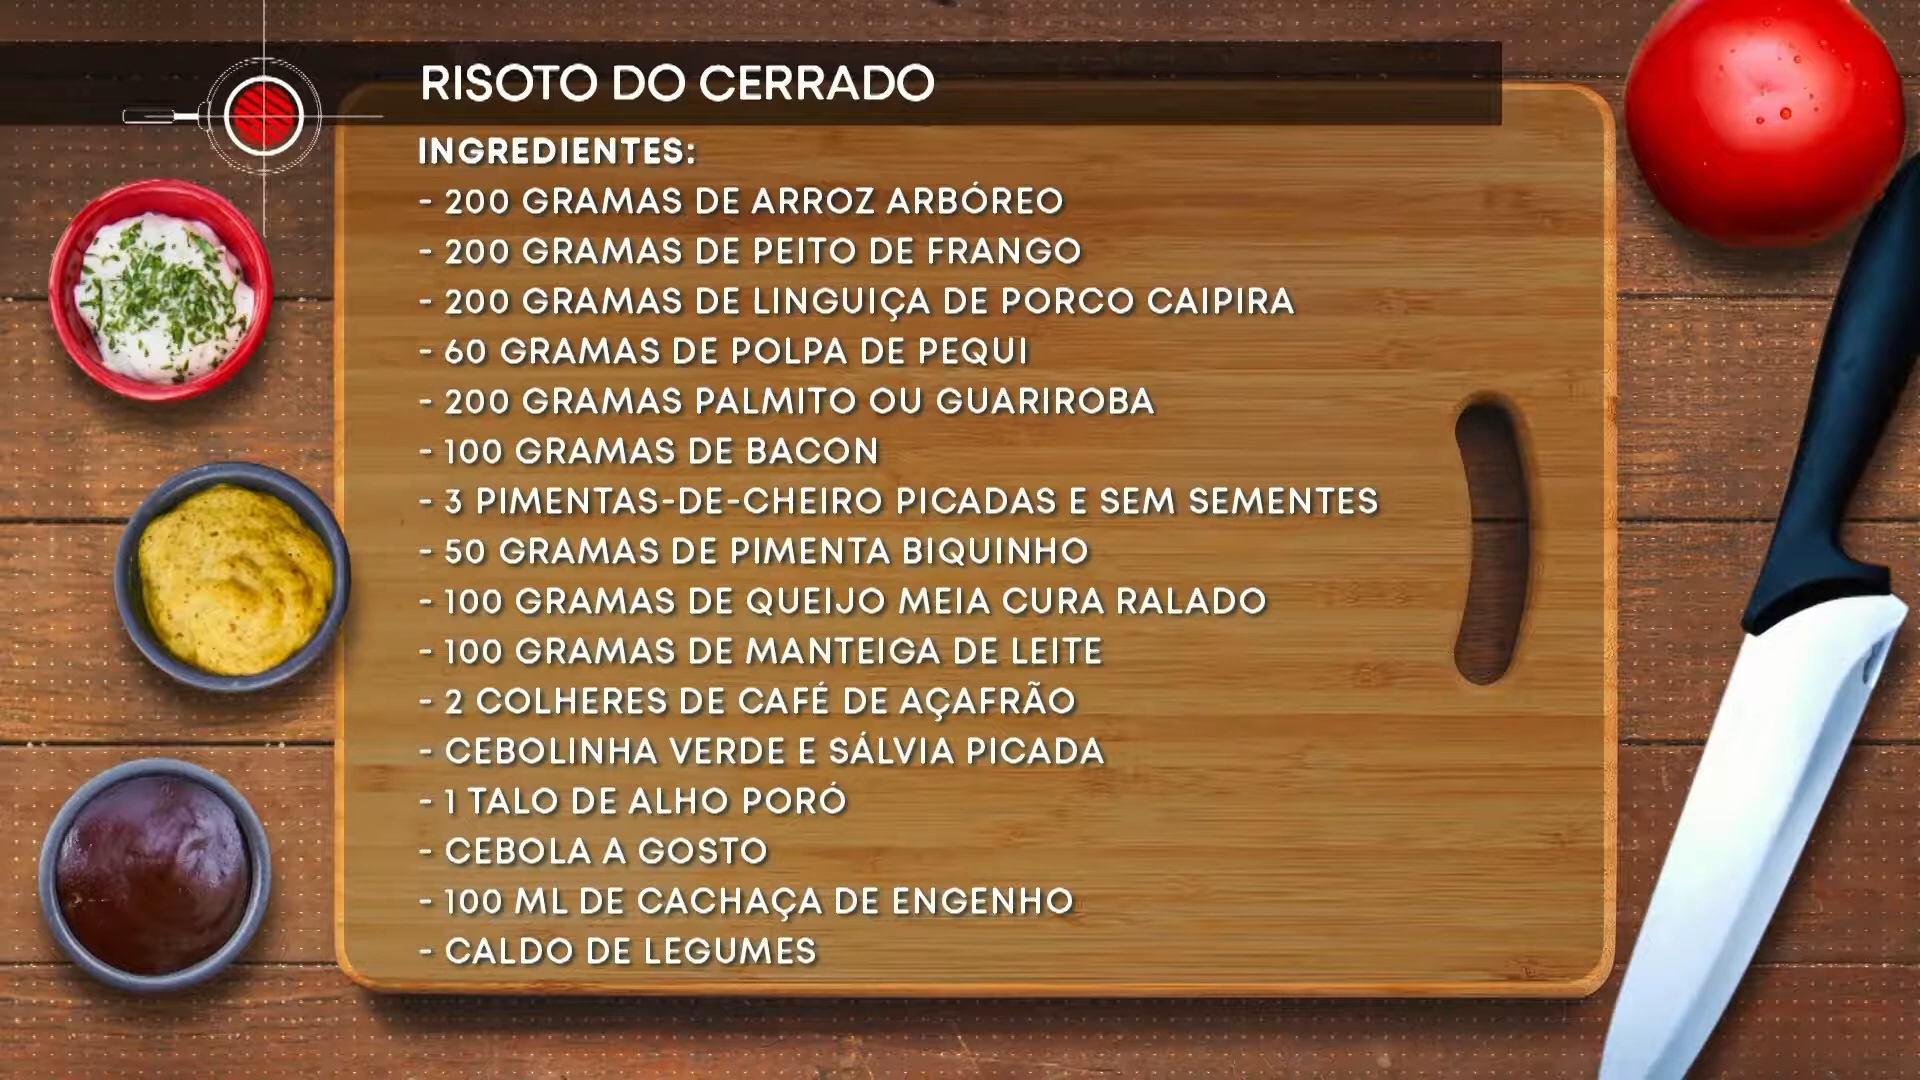 RISOTO DO CERRADO
INGREDIENTES:
- 200 GRAMAS DE ARROZ ARBÓREO
- 200 GRAMAS DE PEITO DE FRANGO
- 200 GRAMAS DE LINGUIÇA DE PORCO CAIPIRA
- 60 GRAMAS DE POLPA DE PEQUI
- 200 GRAMAS PALMITO OU GUARIROBA
- 100 GRAMAS DE BACON
- 3 PIMENTAS-DE-CHEIRO PICADAS E SEM SEMENTES
- 50 GRAMAS DE PIMENTA BIQUINHO
- 100 GRAMAS DE QUEIJO MEIA CURA RALADO
- 100 GRAMAS DE MANTEIGA DE LEITE
- 2 COLHERES DE CAFÉ DE AÇAFRÃO
- CEBOLINHA VERDE E SÁLVIA PICADA
- 1 TALO DE ALHO PORÓ
- CEBOLA A GOSTO
- 100 ML DE CACHAÇA DE ENGENHO
- CALDO DE LEGUMES